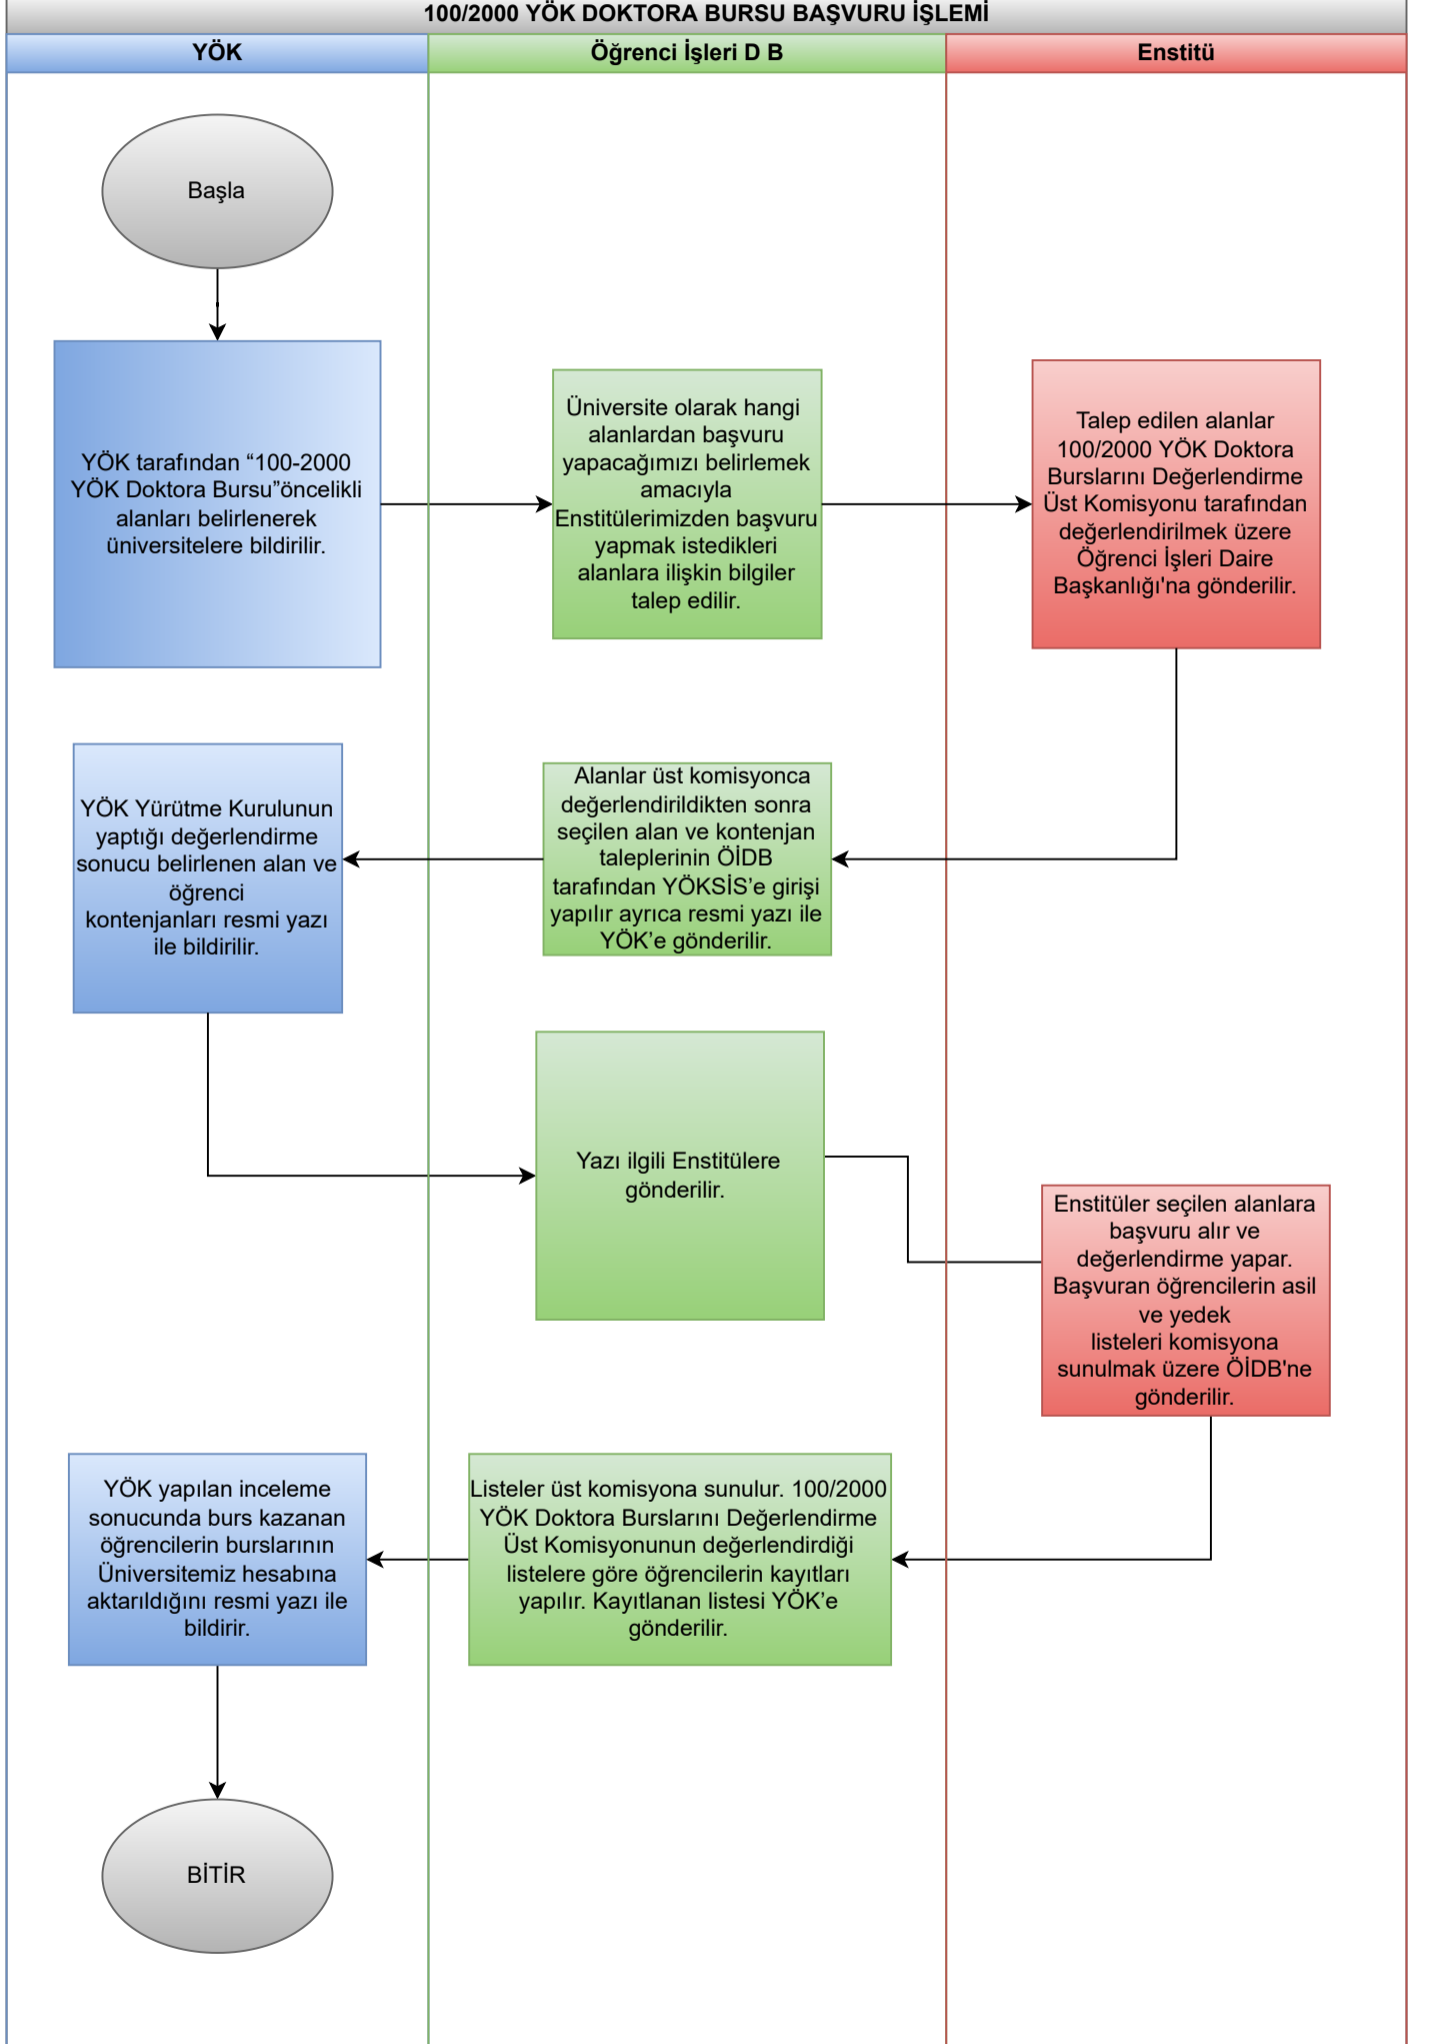 100/2000 YÖK DOKTORA BURSU BAŞVURU İŞLEMİ
YÖK
Öğrenci İşleri D B
Enstitü
Başla
YÖK tarafından “100-2000
YÖK Doktora Bursu”öncelikli
alanları belirlenerek
üniversitelere bildirilir.
Üniversite olarak hangi
alanlardan başvuru
yapacağımızı belirlemek
amacıyla
Enstitülerimizden başvuru
yapmak istedikleri
alanlara ilişkin bilgiler
talep edilir.
Talep edilen alanlar
100/2000 YÖK Doktora
Burslarını Değerlendirme
Üst Komisyonu tarafından
değerlendirilmek üzere
Öğrenci İşleri Daire
Başkanlığı'na gönderilir.
Alanlar üst komisyonca
değerlendirildikten sonra
seçilen alan ve kontenjan
taleplerinin ÖİDB
tarafından YÖKSİS’e girişi
yapılır ayrıca resmi yazı ile
YÖK’e gönderilir.
YÖK Yürütme Kurulunun
yaptığı değerlendirme
sonucu belirlenen alan ve
öğrenci
kontenjanları resmi yazı
ile bildirilir.
Yazı ilgili Enstitülere
gönderilir.
Enstitüler seçilen alanlara
başvuru alır ve
değerlendirme yapar.
Başvuran öğrencilerin asil
ve yedek
listeleri komisyona
sunulmak üzere ÖİDB'ne
gönderilir.
Listeler üst komisyona sunulur. 100/2000
YÖK Doktora Burslarını Değerlendirme
Üst Komisyonunun değerlendirdiği
listelere göre öğrencilerin kayıtları
yapılır. Kayıtlanan listesi YÖK’e
gönderilir.
YÖK yapılan inceleme
sonucunda burs kazanan
öğrencilerin burslarının
Üniversitemiz hesabına
aktarıldığını resmi yazı ile
bildirir.
BİTİR